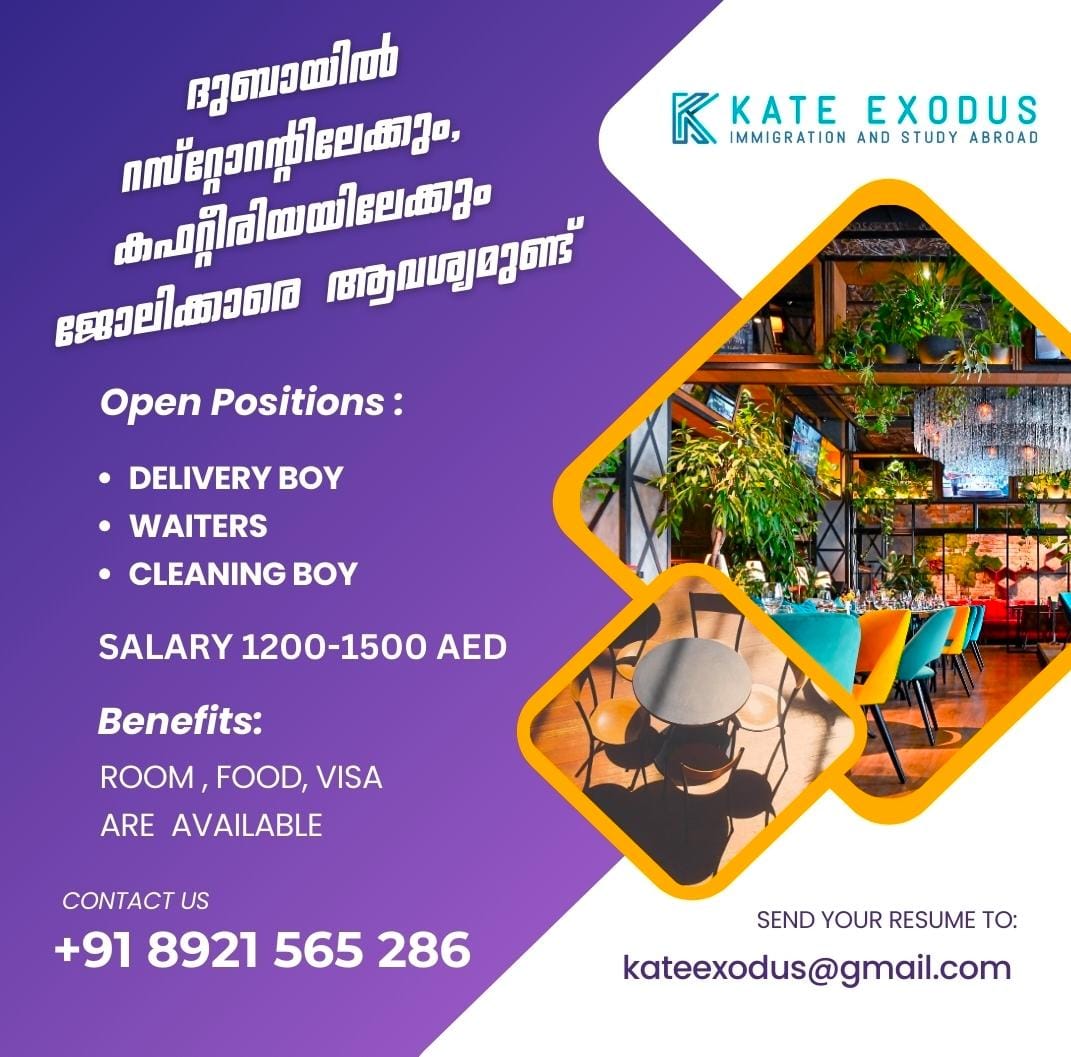 ദുബായിൽ
റസ്റ്റോറന്റിലേക്കും,
കഫറ്റീരിയയിലേക്കും
ജോലിക്കാരെ ആവശ്യമുണ്ട്
KATE EXODUS
IMMIGRATION AND STUDY ABROAD
Open Positions :
• DELIVERY BOY
• WAITERS
• CLEANING BOY
SALARY 1200-1500 AED
Benefits:
ROOM , FOOD, VISA
ARE AVAILABLE
CONTACT US
+91 8921 565 286
SEND YOUR RESUME TO:
kateexodus@gmail.com